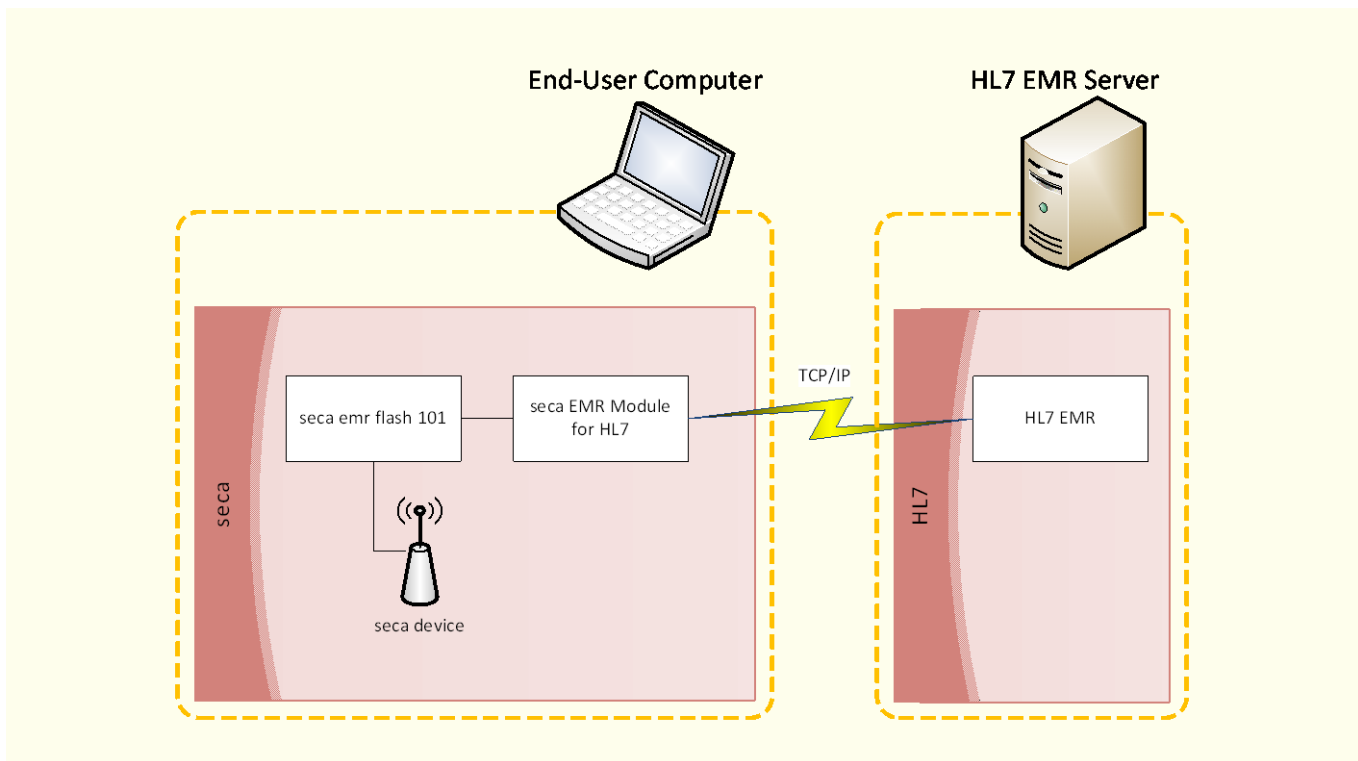 End-User Computer
HL7 EMR Server
TCP/IP
seca emr flash 101
seca EMR Module
for HL7
HL7 EMR
seca
HL7
seca device